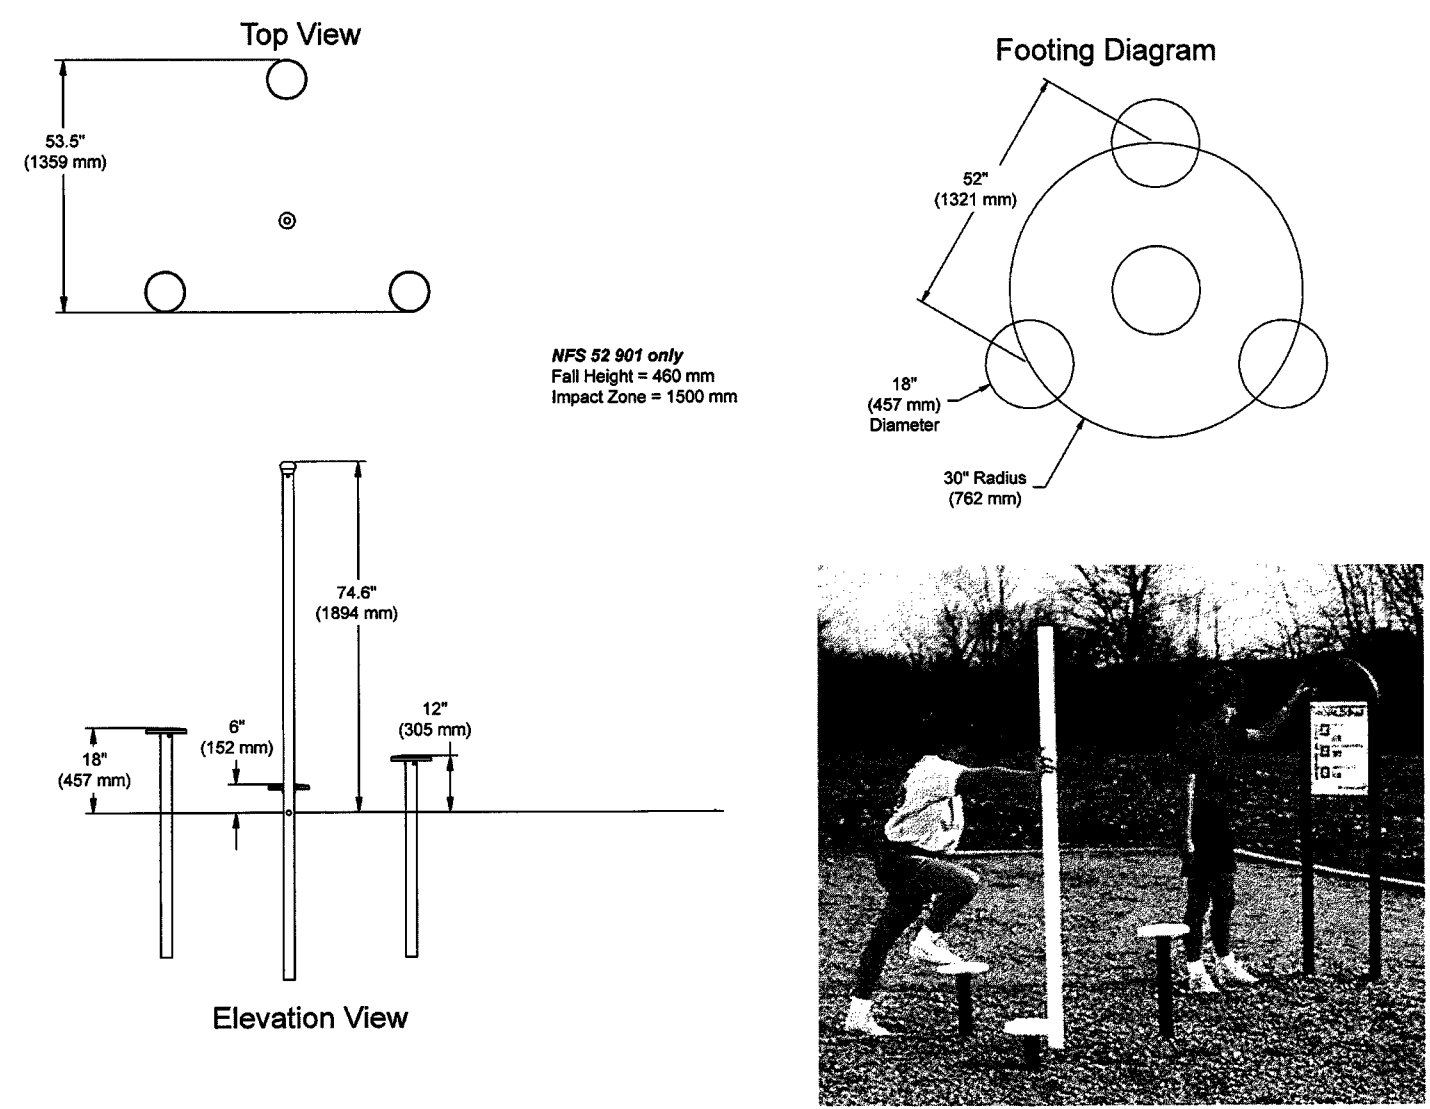 Top View
53.5"
(1359 mm)
Footing Diagram
52"
(1321 mm)
18"
(457 mm)
Diameter
30" Radius
(762 mm)
NFS 52 901 only
Fall Height = 460 mm
Impact Zone = 1500 mm
74.6"
(1894 mm)
12"
(305 mm)
6"
(152 mm)
18"
(457 mm)
Elevation View